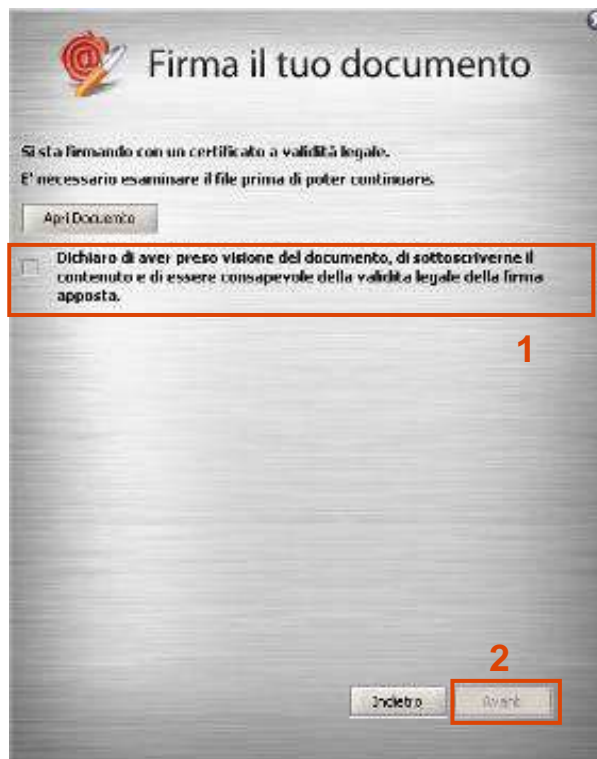 Firma il tuo documento
Si sta firmando con un certificato a validità legale.
E' necessario esaminare il file prima di poter continuare.
Apri Documento
Dichiaro di aver preso visione del documento, di sottoscriverne il
contenuto e di essere consapevole della validita legale della firma
apposta.
1
2
Indietro Avanti